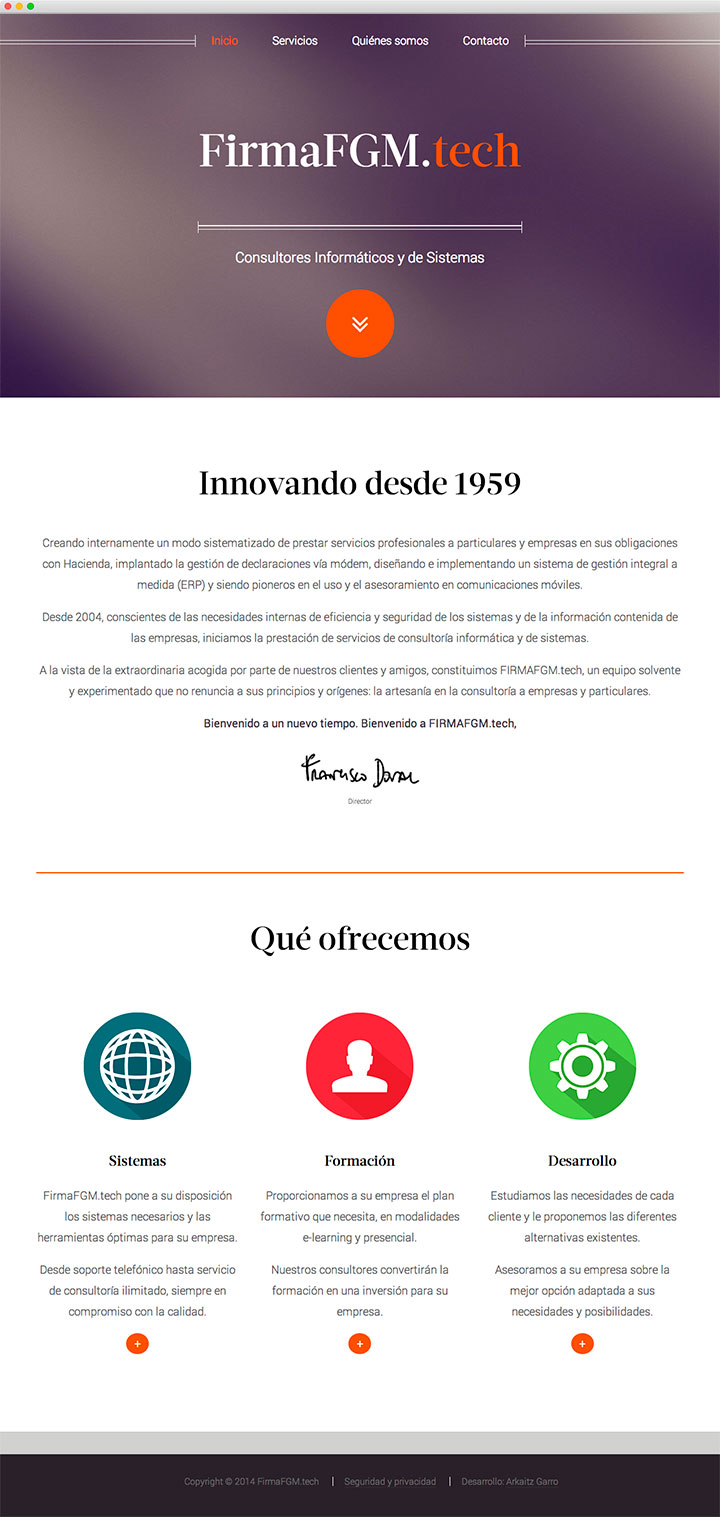 Inicio Servicios Quiénes somos Contacto
FirmaFGM.tech
Consultores Informáticos y de Sistemas
Innovando desde 1959
Creando internamente un modo sistematizado de prestar servicios profesionales a particulares y empresas en sus obligaciones
con Hacienda, implantado la gestión de declaraciones vía módem, diseñando e implementando un sistema de gestión integral a
medida (ERP) y siendo pioneros en el uso y el asesoramiento en comunicaciones móviles.
Desde 2004, conscientes de las necesidades internas de eficiencia y seguridad de los sistemas y de la información contenida de
las empresas, iniciamos la prestación de servicios de consultoría informática y de sistemas.
A la vista de la extraordinaria acogida por parte de nuestros clientes y amigos, constituimos FIRMAFGM.tech, un equipo solvente
y experimentado que no renuncia a sus principios y orígenes: la artesanía en la consultoría a empresas y particulares.
Bienvenido a un nuevo tiempo. Bienvenido a FIRMAFGM.tech,
Francisco
Director
Qué ofrecemos
Sistemas
FirmaFGM.tech pone a su disposición
los sistemas necesarios y las
herramientas óptimas para su empresa.
Desde soporte telefónico hasta servicio
de consultoría ilimitado, siempre en
compromiso con la calidad.
+
Formación
Proporcionamos a su empresa el plan
formativo que necesita, en modalidades
e-learning y presencial.
Nuestros consultores convertirán la
formación en una inversión para su
empresa.
+
Desarrollo
Estudiamos las necesidades de cada
cliente y le proponemos las diferentes
alternativas existentes.
Asesoramos a su empresa sobre la
mejor opción adaptada a sus
necesidades y posibilidades.
+
Copyright © 2014 FirmaFGM.tech | Seguridad y privacidad | Desarrollo: Arkaitz Garro